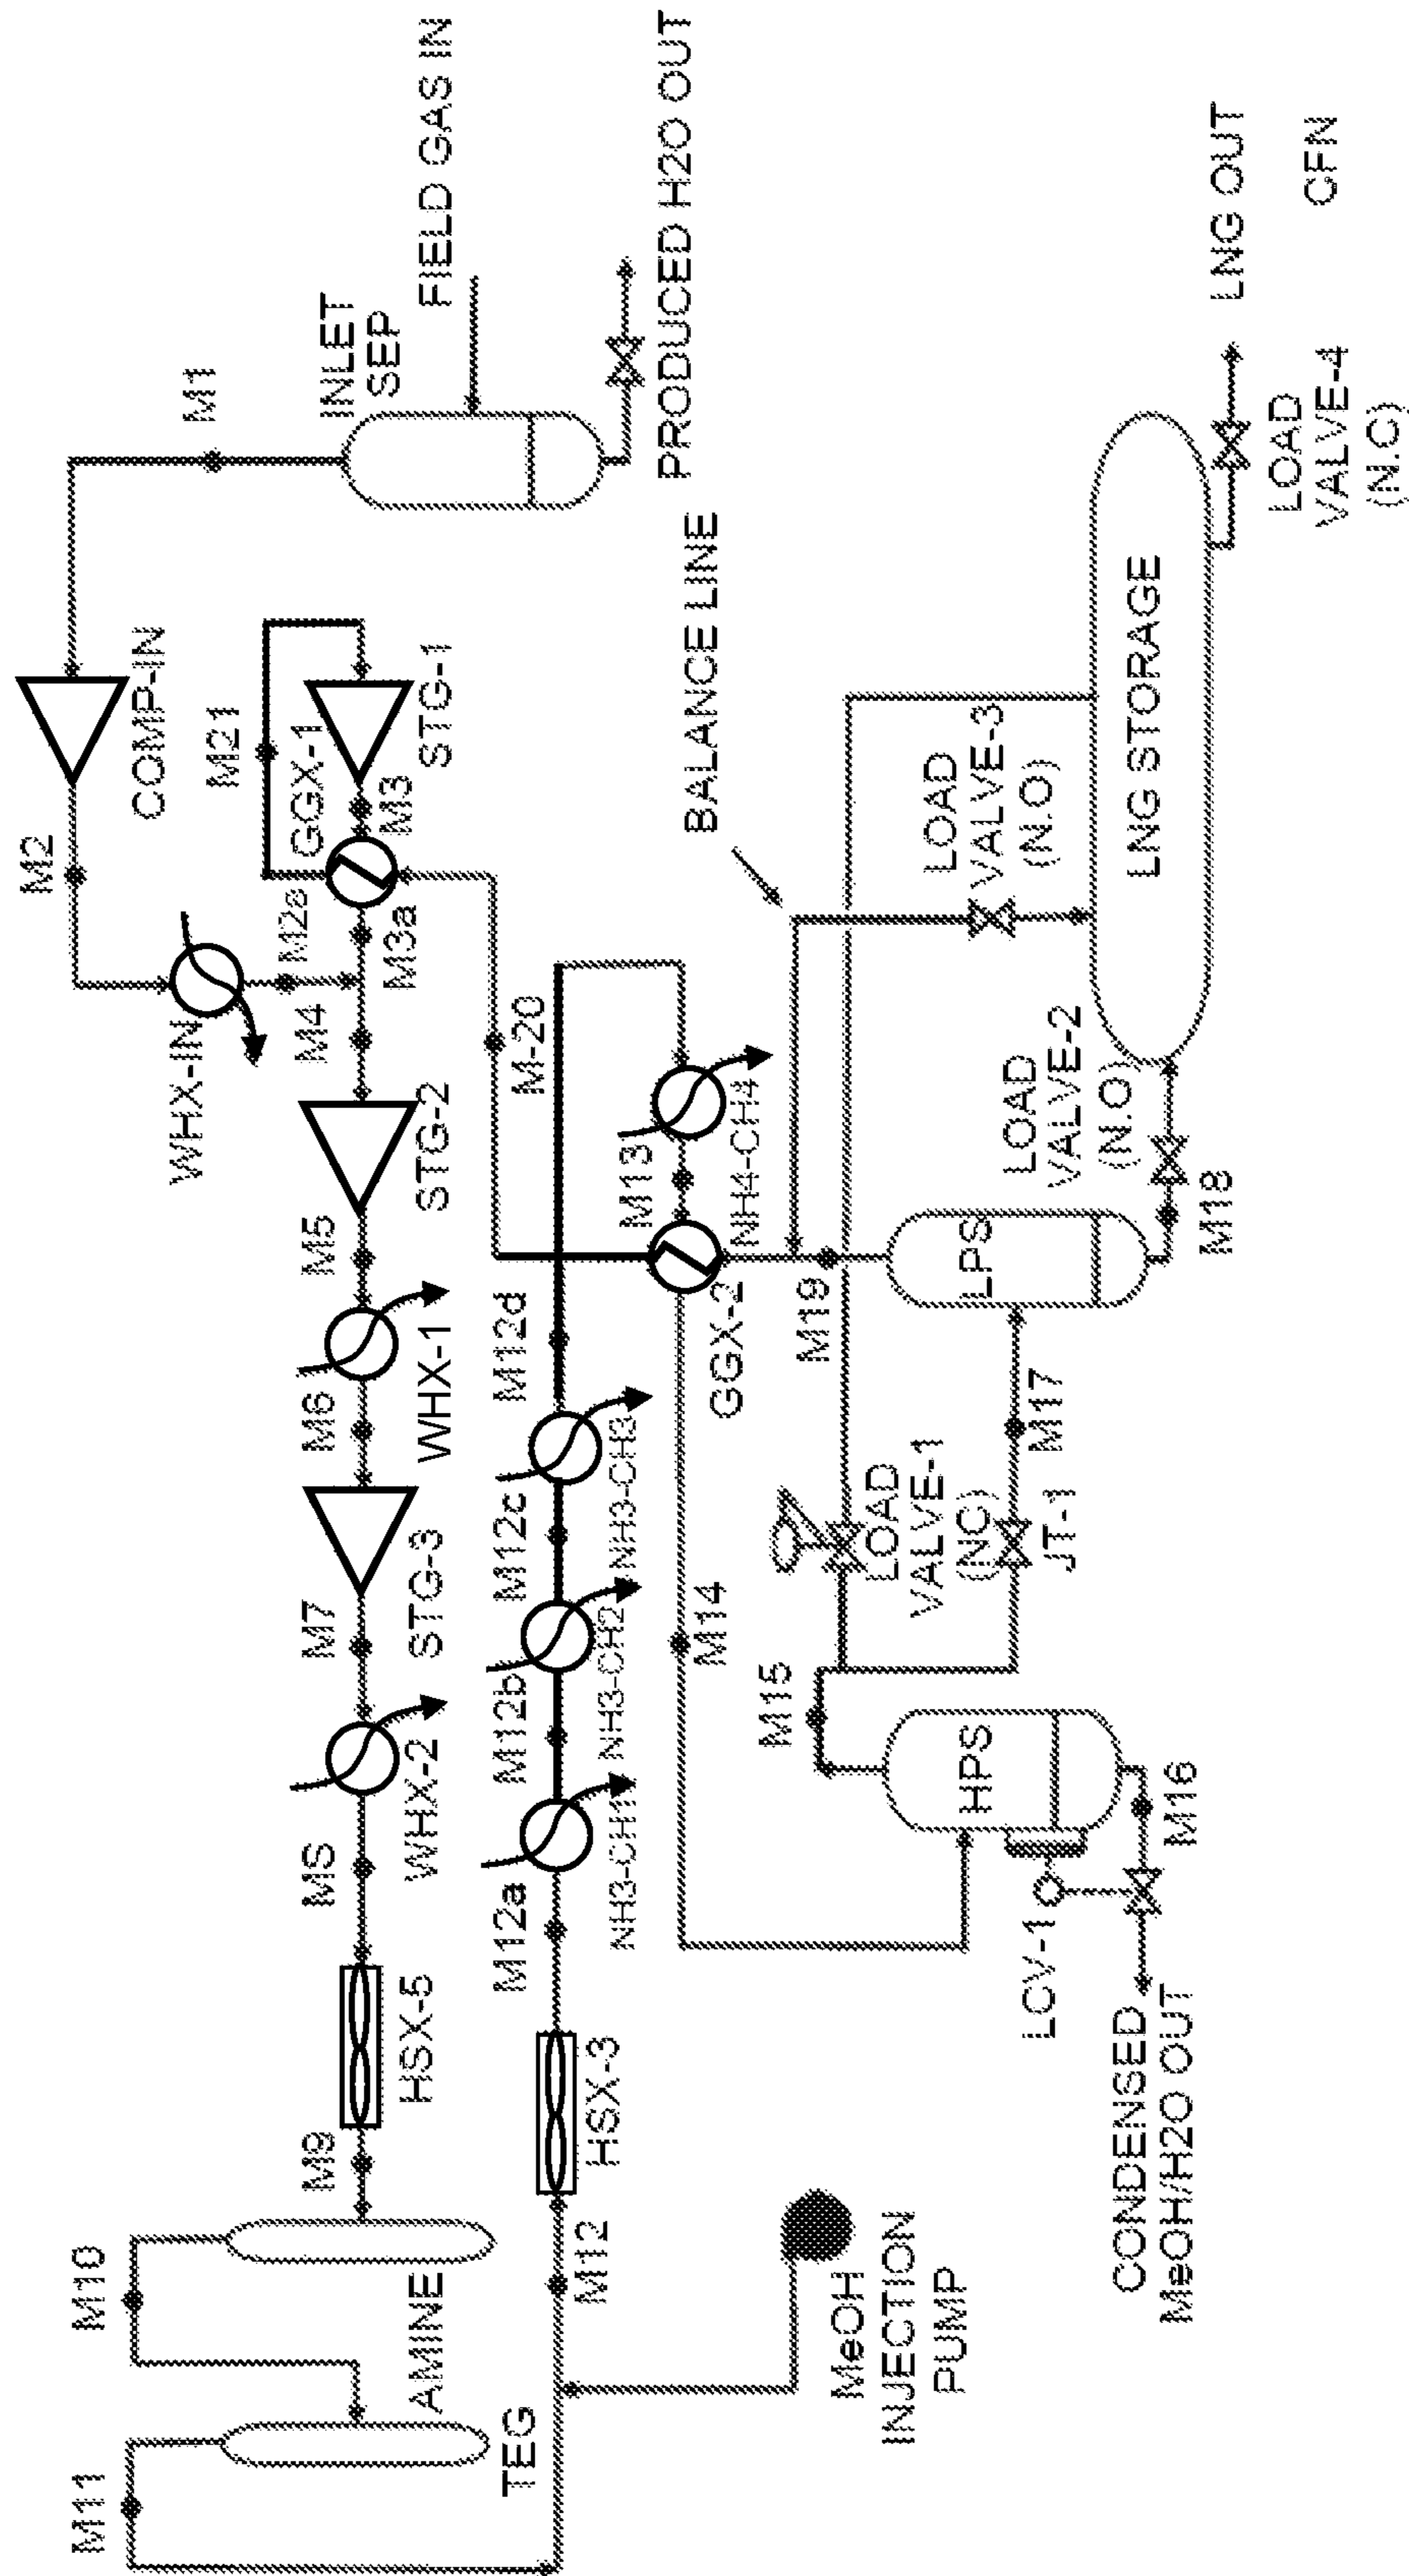 M1
INLET
SEP
FIELD GAS IN
PRODUCED H2O OUT
COMP-IN
M2
WHX-IN
M2a
M21
STG-1
GGX-1
M3
M3a
M4
STG-2
M5
WHX-1
M6
STG-3
M7
WHX-2
MS
HSX-5
M9
M10
AMINE
M11
TEG
M12
MeOH
INJECTION
PUMP
HSX-3
M12a
NH3-CH1
M12b
NH3-CH2
M12c
NH3-CH3
M12d
M-20
NH4-CH4
M13
GGX-2
M14
HPS
LCV-1
M16
CONDENSED
MeOH/H2O OUT
M15
LOAD
VALVE-1
(NC)
JT-1
M17
LPS
M19
M18
BALANCE LINE
LOAD
VALVE-2
(N.O)
LOAD
VALVE-3
(N.O)
LNG STORAGE
LOAD
VALVE-4
(N.C)
LNG OUT
CFN